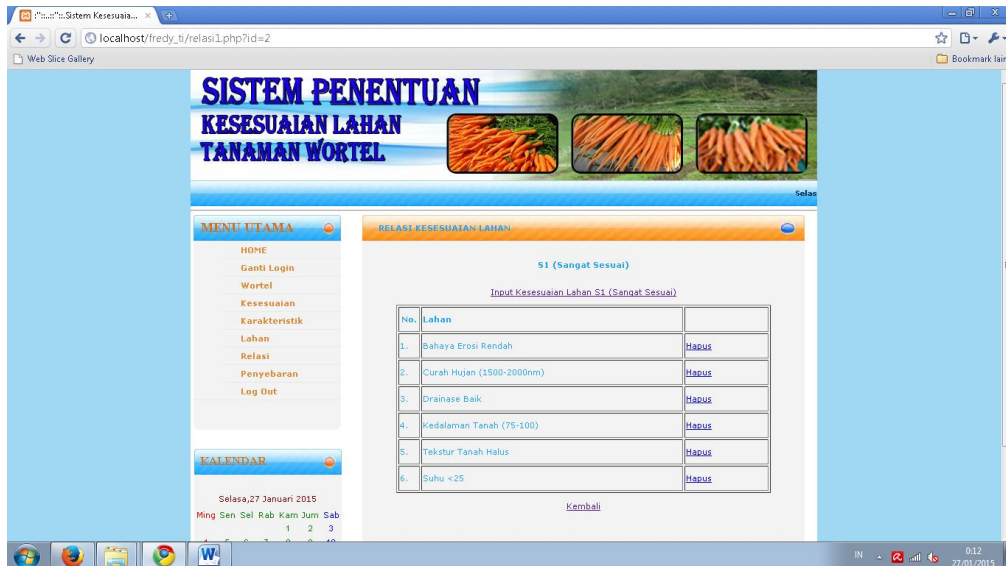 :.":::..::"::.Sistem Kesesuaia...
localhost/fredy_ti/relasi1.php?id=2
Web Slice Gallery
Bookmark lain
SISTEM PENENTUAN
KESESUAIAN LAHAN
TANAMAN WORTEL
Selas
MENU UTAMA
HOME
Ganti Login
Wortel
Kesesuaian
Karakteristik
Lahan
Relasi
Penyebaran
Log Out
KALENDAR
Selasa,27 Januari 2015
Ming Sen Sel Rab Kam Jum Sab
1 2 3
RELASI KESESUAIAN LAHAN
S1 (Sangat Sesuai)
Input Kesesuaian Lahan S1 (Sangat Sesuai)
No. Lahan
1. Bahaya Erosi Rendah Hapus
2. Curah Hujan (1500-2000nm) Hapus
3. Drainase Baik Hapus
4. Kedalaman Tanah (75-100) Hapus
5. Tekstur Tanah Halus Hapus
6. Suhu <25 Hapus
Kembali
IN
0:12
27/01/2015